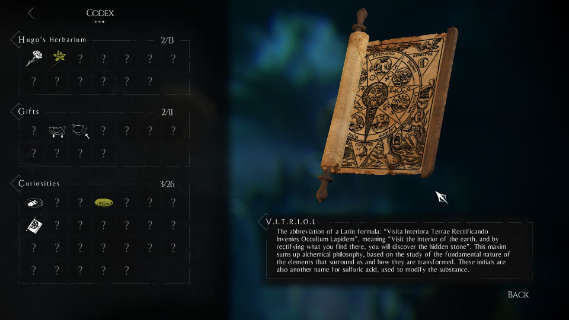 Codex
Hugo's Herbarium 2/13
? ? ? ? ?
? ? ? ? ? ?
Gifts 2/11
? ? ? ? ?
? ? ? ?
Curiosities 3/26
? ? ? ? ?
? ? ? ? ? ?
? ? ? ? ? ? ?
? ? ? ? ?
V.I.T.R.I.O.L
The abbreviation of a Latin formula: "Visita Interiora Terrae Rectificando
Invenies Occultum Lapidem", meaning "Visit the interior of the earth, and by
rectifying what you find there, you will discover the hidden stone". This maxim
sums up alchemical philosophy, based on the study of the fundamental nature of
the elements that surround us and how they are transformed. These initials are
also another name for sulfuric acid, used to modify the substance.
Back